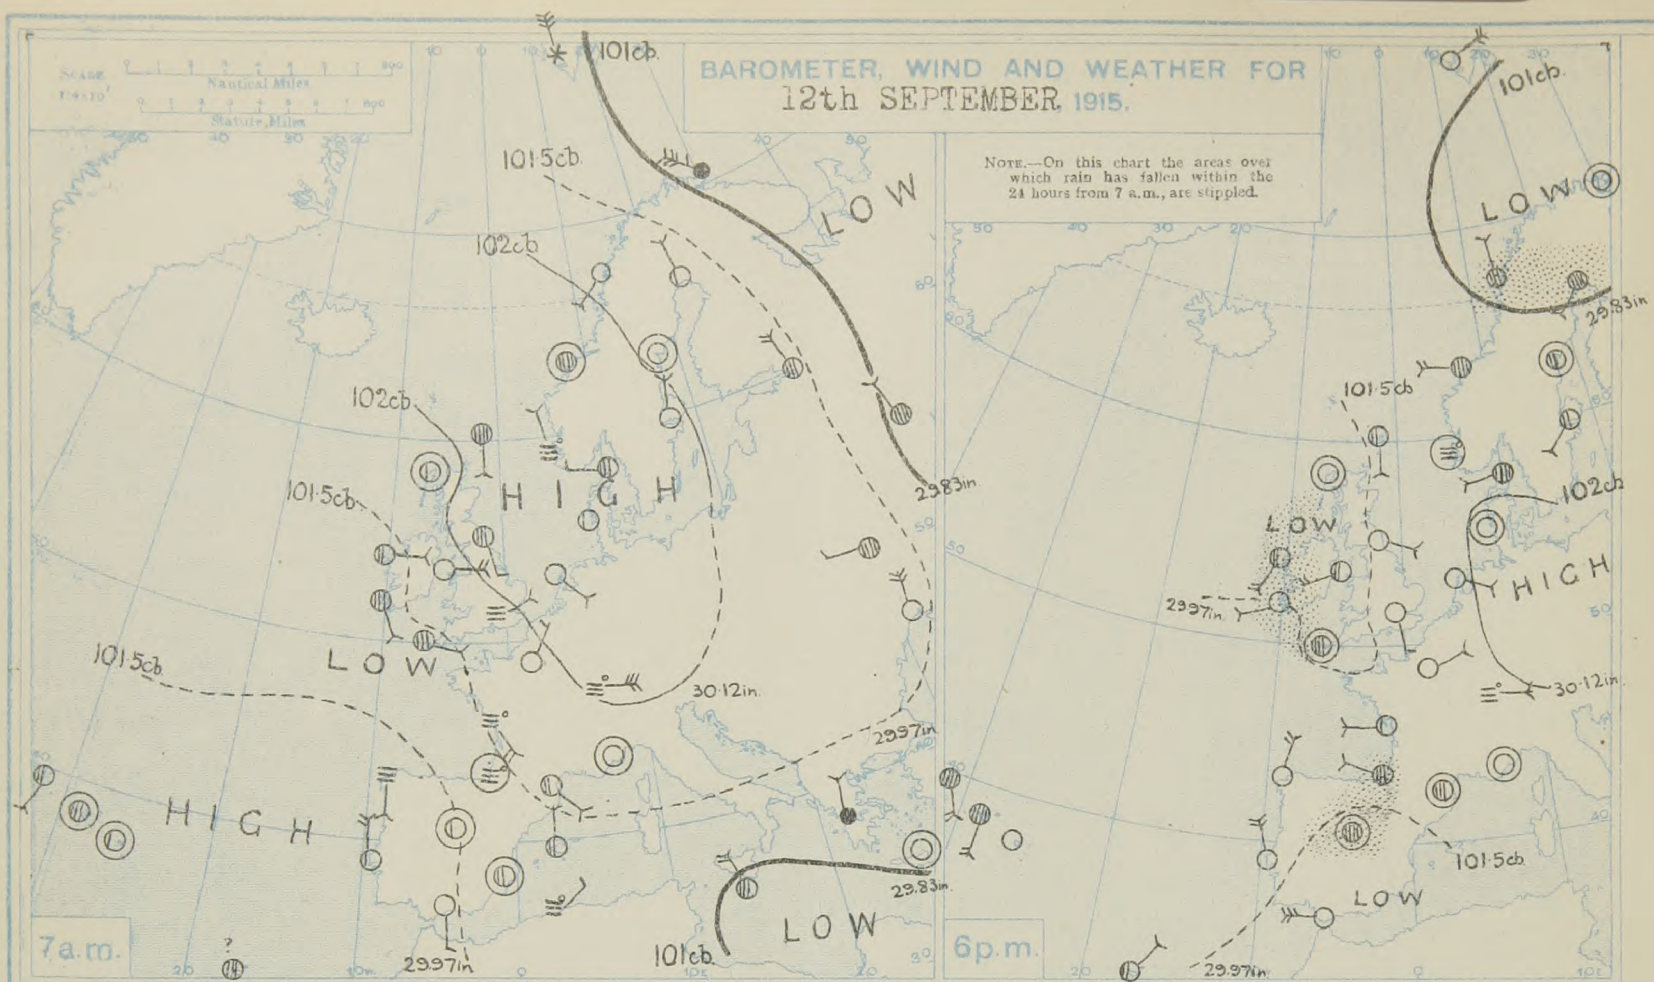 BAROMETER, WIND AND WEATHER FOR
12th SEPTEMBER, 1915.
NOTE.—On this chart the areas over
which rain has fallen within the
24 hours from 7 a.m., are stippled.
SCALE
Nautical Miles
Statute Miles
101cb.
101.5cb
102cb
LOW
102cb.
101.5cb
HIGH
29.83in
LOW
101.5cb.
30.12in.
29.97in
HIGH
29.83in.
LOW
101cb.
29.97in
7a.m.
101cb.
LOW
29.83in
101.5cb
102cb
LOW
29.97in.
HIGH
30.12in.
101.5cb
LOW
29.97in.
6p.m.